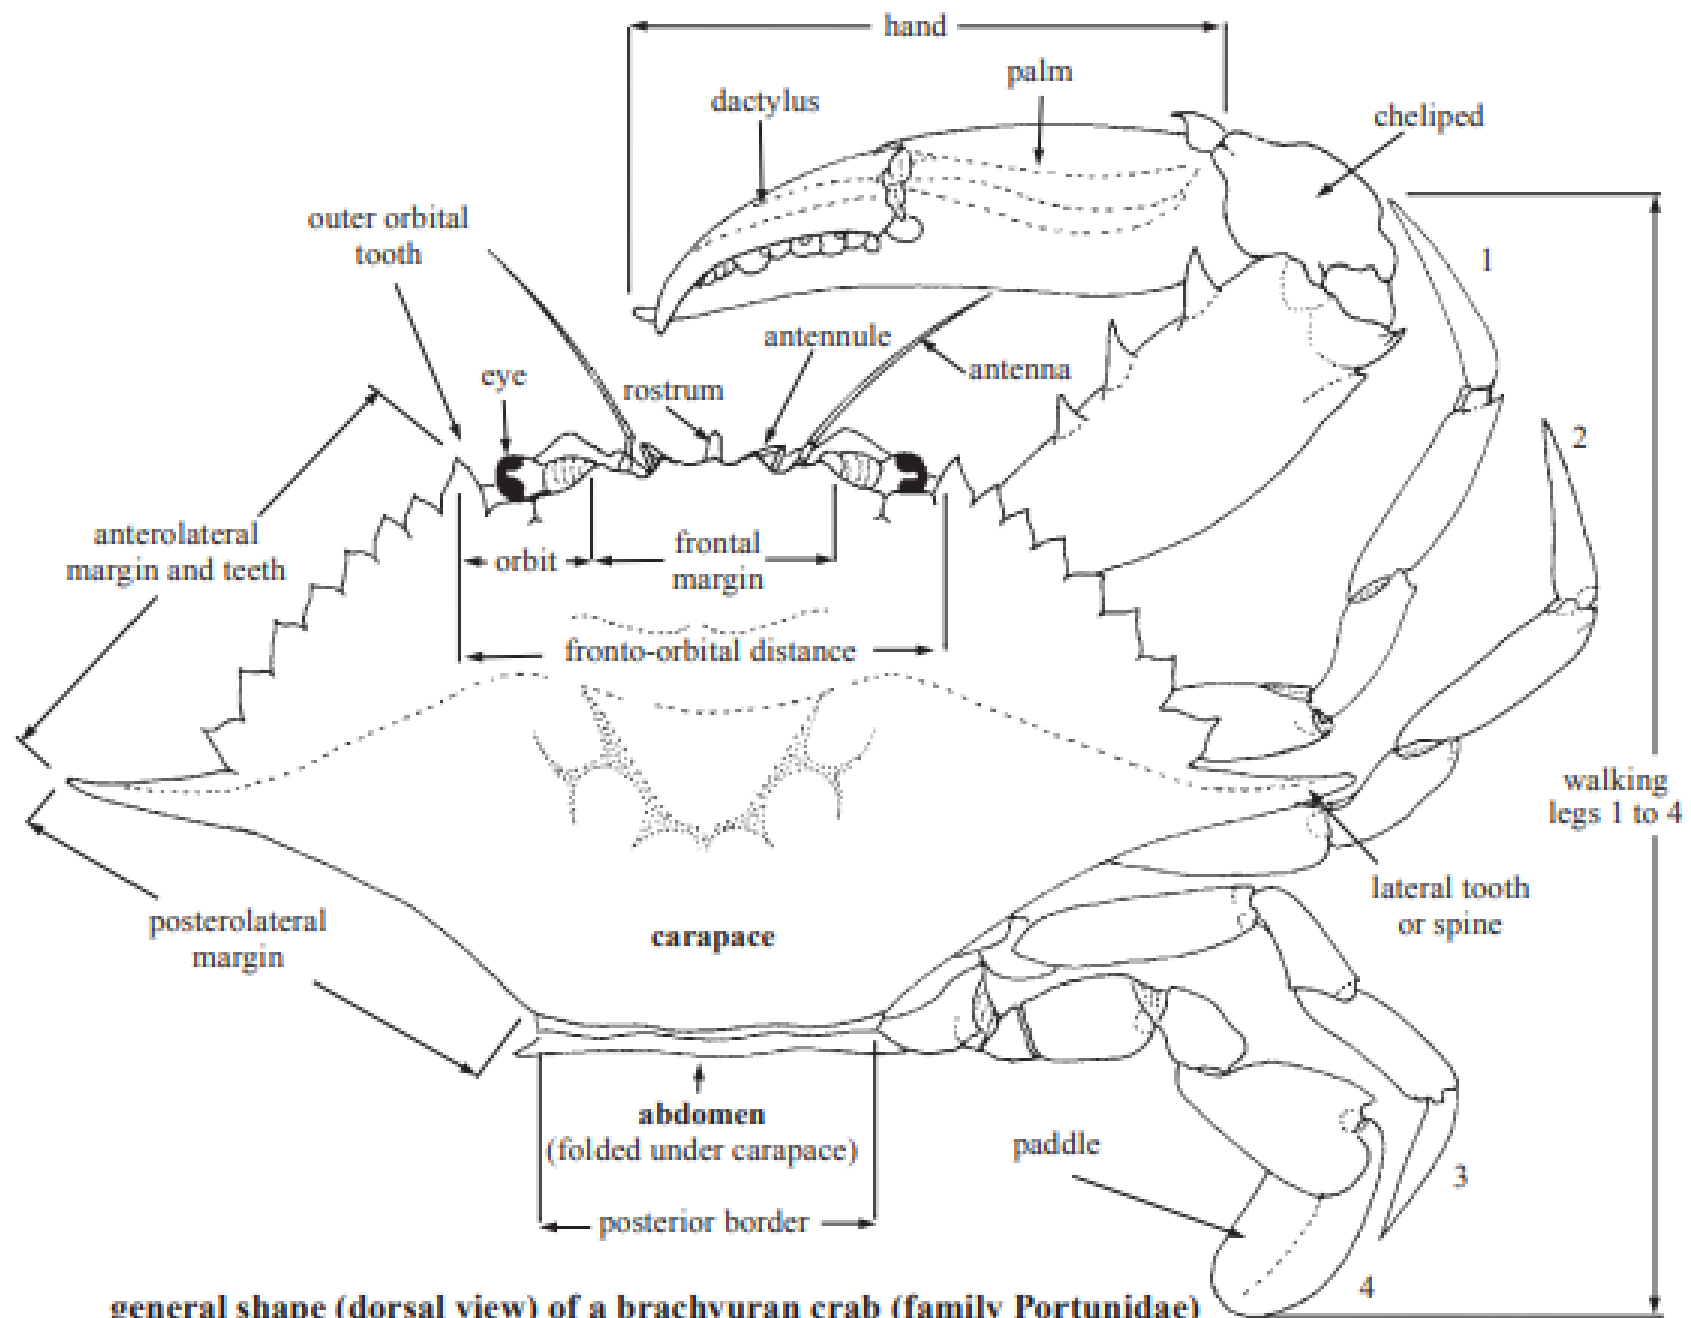 hand
palm
dactylus
cheliped
outer orbital
tooth
1
antennule
eye
antenna
rostrum
2
anterolateral
margin and teeth
orbit
frontal
margin
fronto-orbital distance
walking
legs 1 to 4
lateral tooth
or spine
posterolateral
margin
carapace
abdomen
(folded under carapace)
paddle
3
posterior border
4
general shape (dorsal view) of a brachyuran crab (family Portunidae)